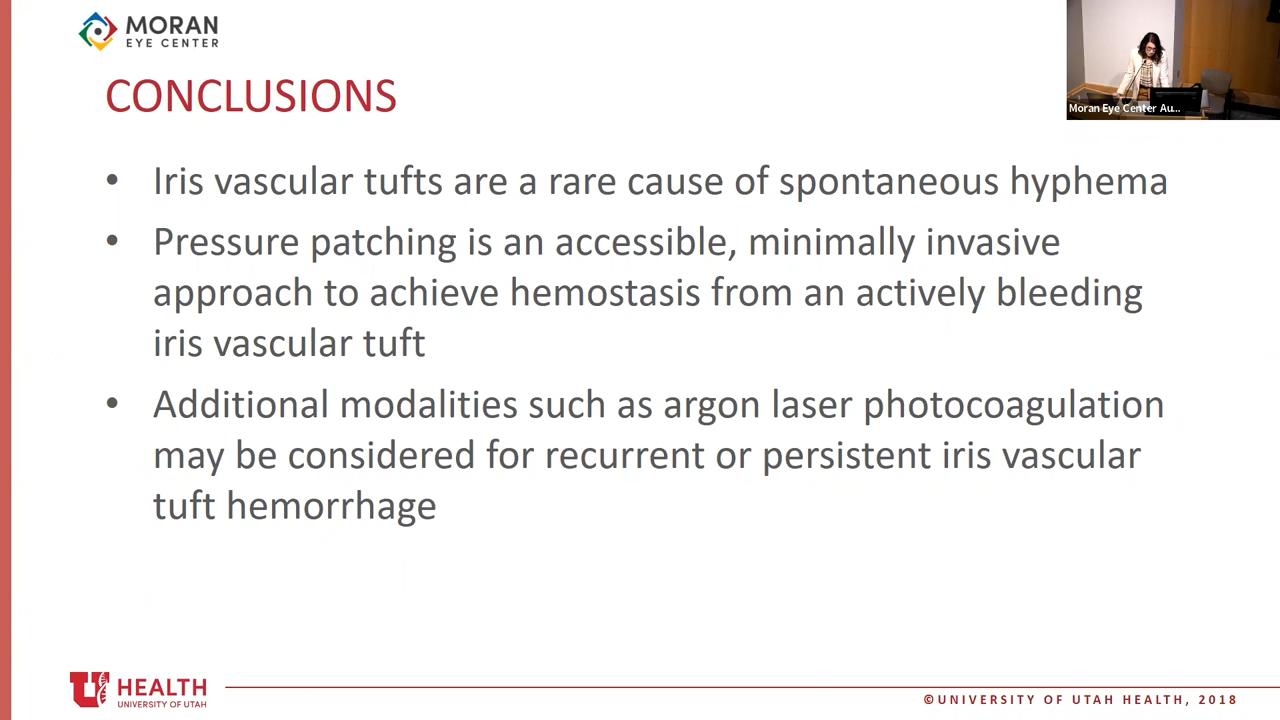 MORAN
EYE CENTER
Moran Eye Center Au...
CONCLUSIONS
• Iris vascular tufts are a rare cause of spontaneous hyphema
• Pressure patching is an accessible, minimally invasive
approach to achieve hemostasis from an actively bleeding
iris vascular tuft
• Additional modalities such as argon laser photocoagulation
may be considered for recurrent or persistent iris vascular
tuft hemorrhage
U HEALTH
UNIVERSITY OF UTAH
©UNIVERSITY OF UTAH HEALTH, 2018